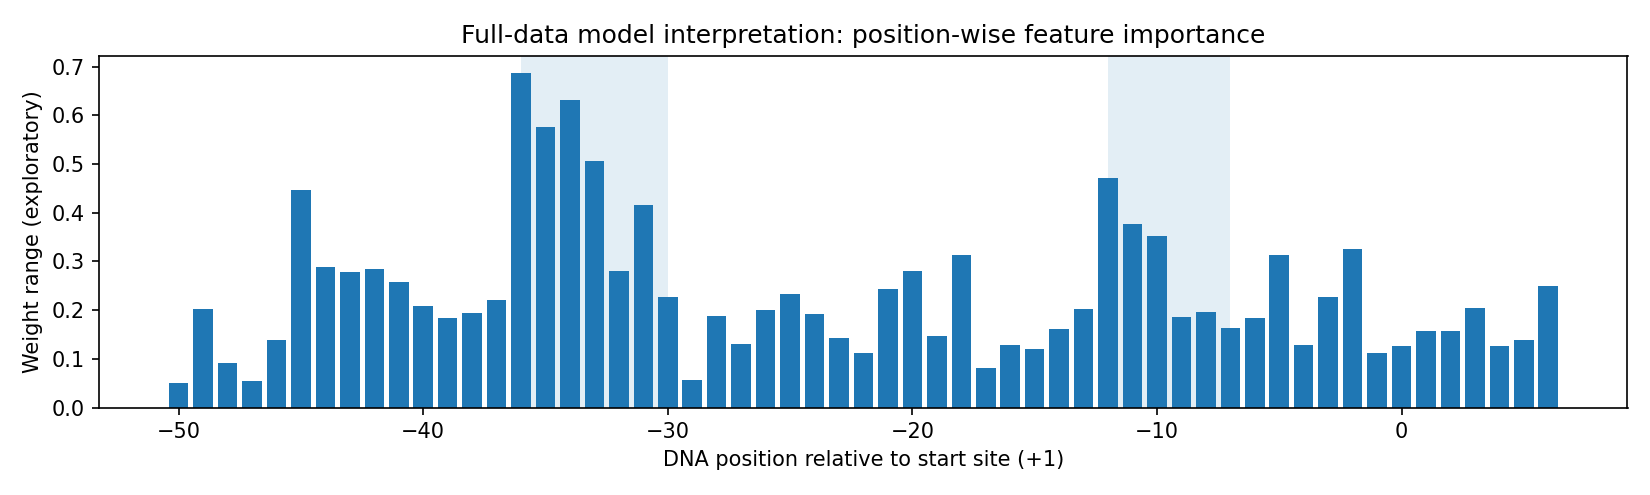 Full-data model interpretation: position-wise feature importance
Weight range (exploratory)
0.7
0.6
0.5
0.4
0.3
0.2
0.1
0.0
−50 −40 −30 −20 −10 0
DNA position relative to start site (+1)